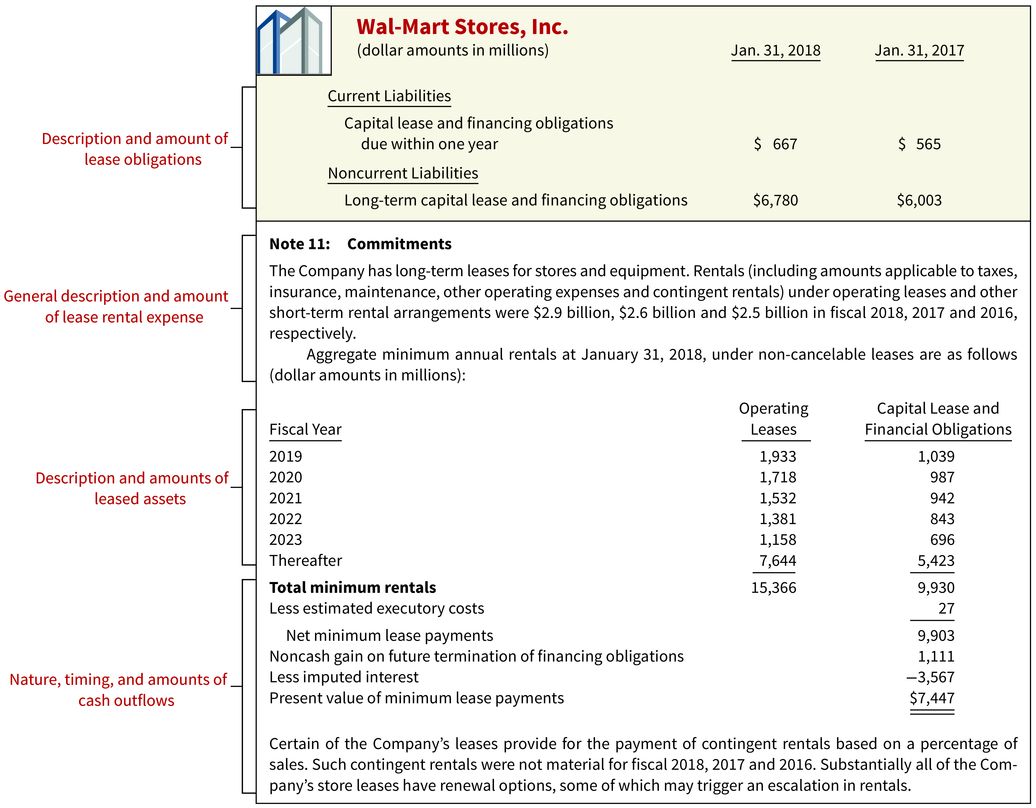 Wal-Mart Stores, Inc.
(dollar amounts in millions) Jan. 31, 2018 Jan. 31, 2017
Current Liabilities
Description and amount of
lease obligations
Capital lease and financing obligations
due within one year $ 667 $ 565
Noncurrent Liabilities
Long-term capital lease and financing obligations $6,780 $6,003
General description and amount
of lease rental expense
Note 11: Commitments
The Company has long-term leases for stores and equipment. Rentals (including amounts applicable to taxes,
insurance, maintenance, other operating expenses and contingent rentals) under operating leases and other
short-term rental arrangements were $2.9 billion, $2.6 billion and $2.5 billion in fiscal 2018, 2017 and 2016,
respectively.
Aggregate minimum annual rentals at January 31, 2018, under non-cancelable leases are as follows
(dollar amounts in millions):
Description and amounts of
leased assets
Operating Capital Lease and
Fiscal Year Leases Financial Obligations
2019 1,933 1,039
2020 1,718 987
2021 1,532 942
2022 1,381 843
2023 1,158 696
Thereafter 7,644 5,423
Nature, timing, and amounts of
cash outflows
Total minimum rentals 15,366 9,930
Less estimated executory costs 27
Net minimum lease payments 9,903
Noncash gain on future termination of financing obligations 1,111
Less imputed interest −3,567
Present value of minimum lease payments $7,447
Certain of the Company’s leases provide for the payment of contingent rentals based on a percentage of
sales. Such contingent rentals were not material for fiscal 2018, 2017 and 2016. Substantially all of the Com-
pany’s store leases have renewal options, some of which may trigger an escalation in rentals.